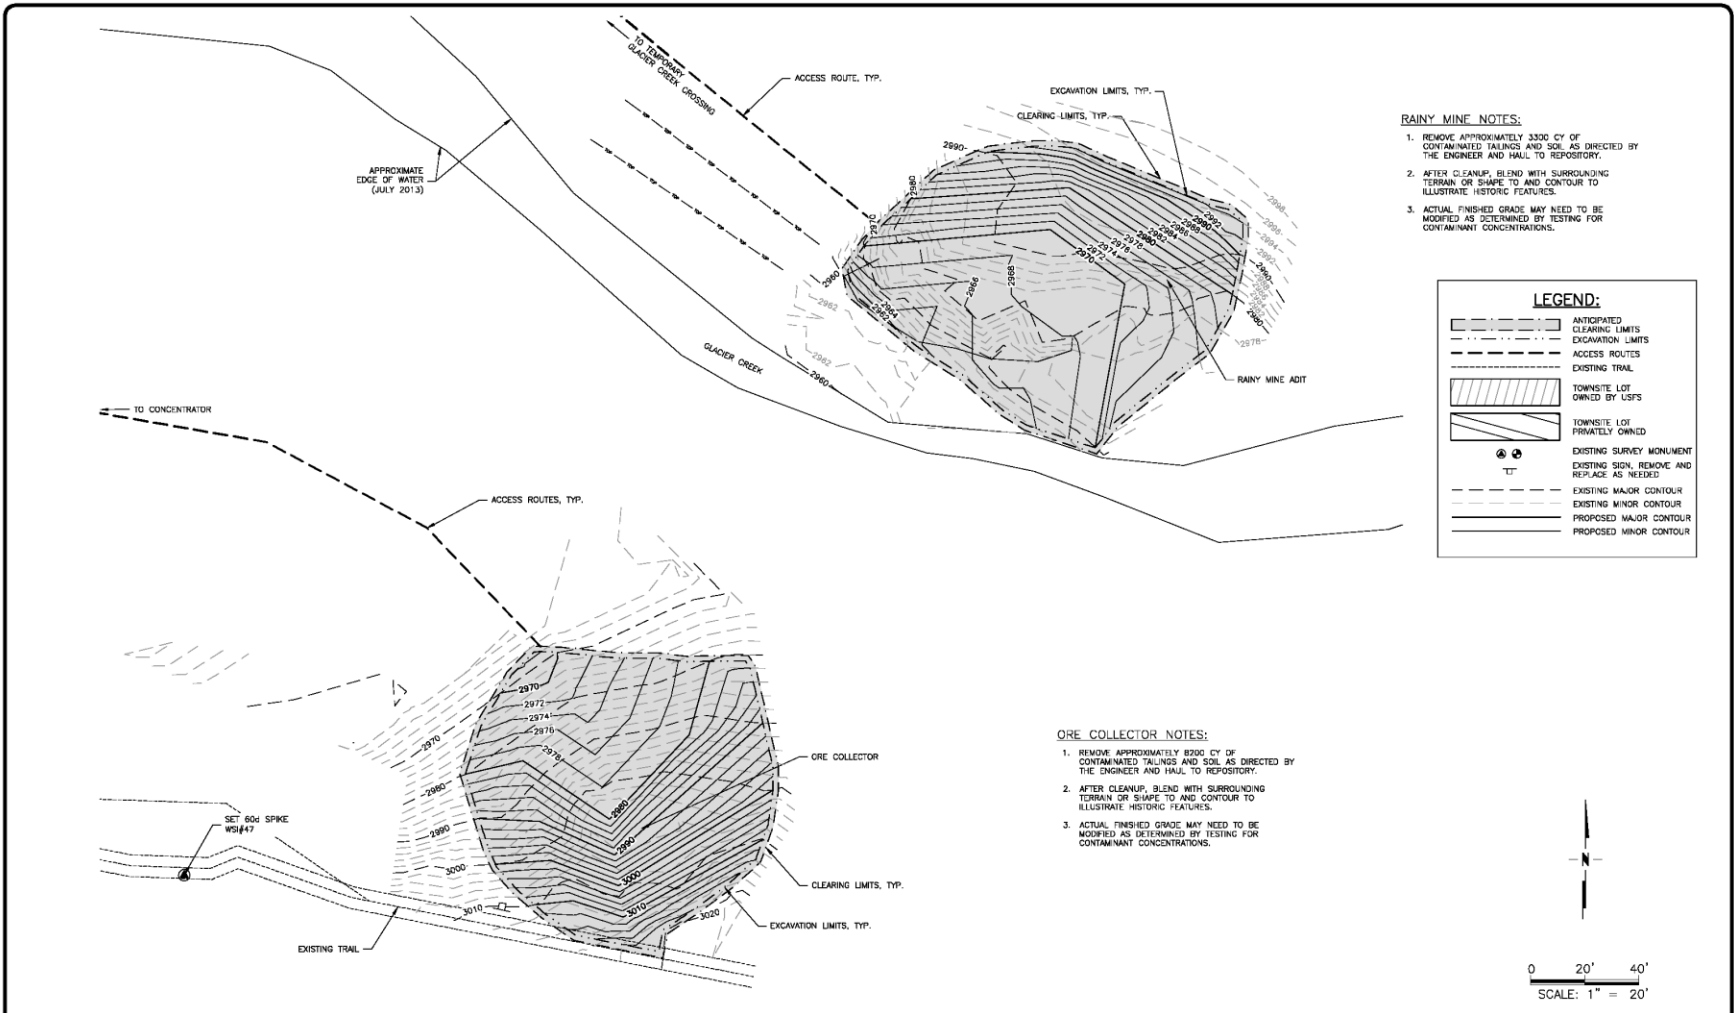 TO TEMPORARY
GLACIER CREEK CROSSING
ACCESS ROUTE, TYP.
EXCAVATION LIMITS, TYP.
CLEARING LIMITS, TYP.
APPROXIMATE
EDGE OF WATER
(JULY 2013)
GLACIER CREEK
2990
2980
2970
2960
2962
2964
2962
2962
2960
2966
2968
2970
2972
2974
2976
2978
2980
2982
2984
2986
2988
2990
2992
2998
2996
2994
2992
2990
2980
2978
RAINY MINE ADIT
RAINY MINE NOTES:
1. REMOVE APPROXIMATELY 3300 CY OF
CONTAMINATED TAILINGS AND SOIL AS DIRECTED BY
THE ENGINEER AND HAUL TO REPOSITORY.
2. AFTER CLEANUP, BLEND WITH SURROUNDING
TERRAIN OR SHAPE TO AND CONTOUR TO
ILLUSTRATE HISTORIC FEATURES.
3. ACTUAL FINISHED GRADE MAY NEED TO BE
MODIFIED AS DETERMINED BY TESTING FOR
CONTAMINANT CONCENTRATIONS.
LEGEND:
ANTICIPATED
CLEARING LIMITS
EXCAVATION LIMITS
ACCESS ROUTES
EXISTING TRAIL
TOWNSITE LOT
OWNED BY USFS
TOWNSITE LOT
PRIVATELY OWNED
EXISTING SURVEY MONUMENT
EXISTING SIGN, REMOVE AND
REPLACE AS NEEDED
EXISTING MAJOR CONTOUR
EXISTING MINOR CONTOUR
PROPOSED MAJOR CONTOUR
PROPOSED MINOR CONTOUR
TO CONCENTRATOR
ACCESS ROUTES, TYP.
2970
2972
2974
2976
2978
2970
2980
2990
3000
3010
2980
2990
3000
3010
3020
ORE COLLECTOR
CLEARING LIMITS, TYP.
EXCAVATION LIMITS, TYP.
SET 60d SPIKE
WSI#47
EXISTING TRAIL
ORE COLLECTOR NOTES:
1. REMOVE APPROXIMATELY 8200 CY OF
CONTAMINATED TAILINGS AND SOIL AS DIRECTED BY
THE ENGINEER AND HAUL TO REPOSITORY.
2. AFTER CLEANUP, BLEND WITH SURROUNDING
TERRAIN OR SHAPE TO AND CONTOUR TO
ILLUSTRATE HISTORIC FEATURES.
3. ACTUAL FINISHED GRADE MAY NEED TO BE
MODIFIED AS DETERMINED BY TESTING FOR
CONTAMINANT CONCENTRATIONS.
N
0 20' 40'
SCALE: 1" = 20'